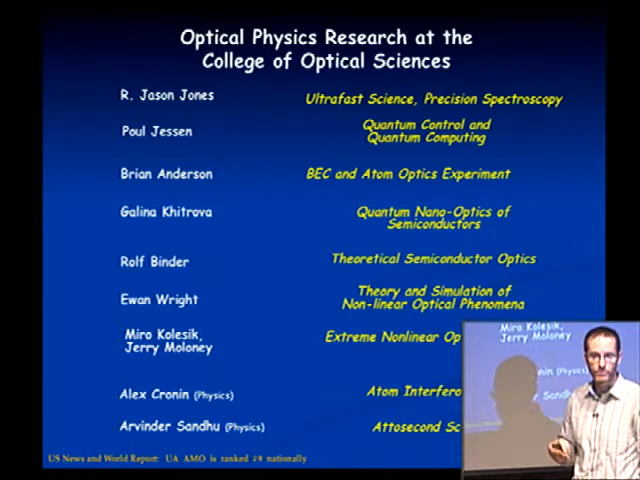 Optical Physics Research at the
College of Optical Sciences
R. Jason Jones
Ultrafast Science, Precision Spectroscopy
Poul Jessen
Quantum Control and
Quantum Computing
Brian Anderson
BEC and Atom Optics Experiment
Galina Khitrova
Quantum Nano-Optics of
Semiconductors
Rolf Binder
Theoretical Semiconductor Optics
Ewan Wright
Theory and Simulation of
Non-linear Optical Phenomena
Miro Kolesik,
Jerry Moloney
Extreme Nonlinear Op
Alex Cronin (Physics)
Atom Interfero
Arvinder Sandhu (Physics)
Attosecond Sc
US News and World Report: UA AMO is ranked #9 nationally
Miro Kolesik,
Jerry Moloney
nin (Physics)
r Sandh